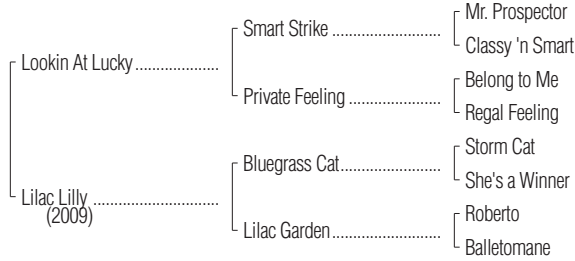 Mr. Prospector
Smart Strike ......................
Classy 'n Smart
Lookin At Lucky.................
Belong to Me
Private Feeling ...................
Regal Feeling
Storm Cat
Bluegrass Cat....................
She's a Winner
Lilac Lilly .........................
(2009)
Roberto
Lilac Garden......................
Balletomane